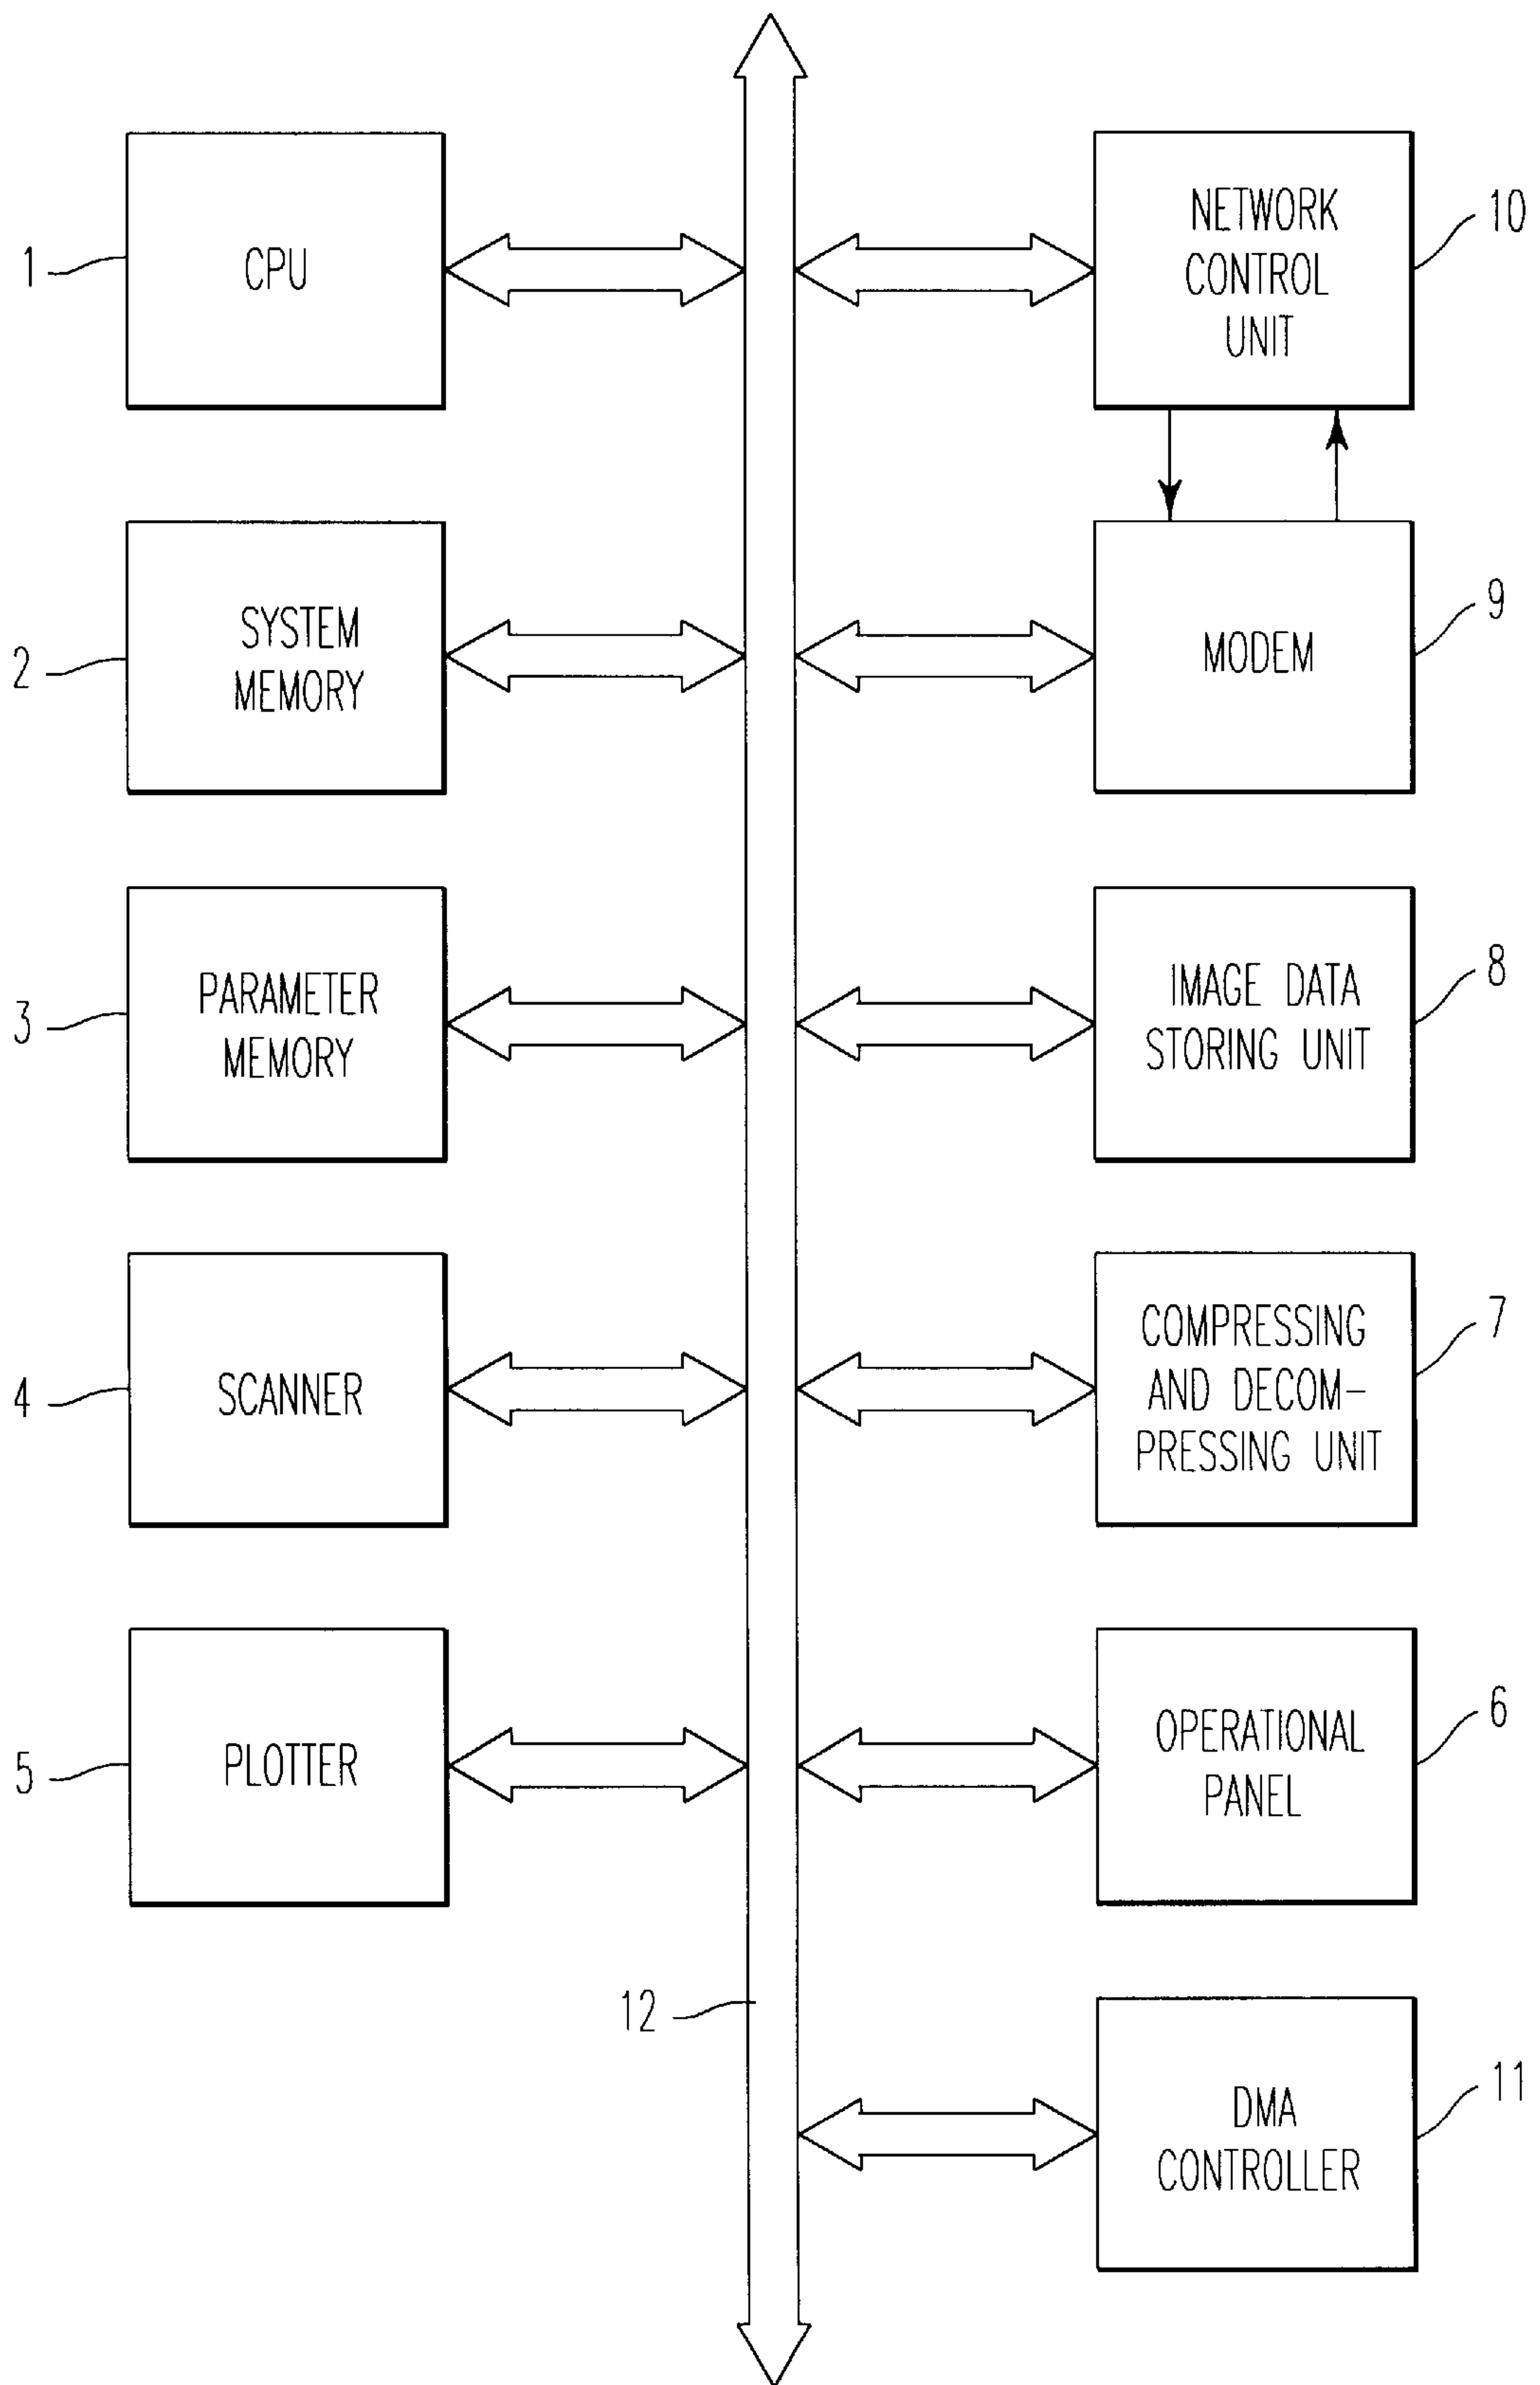 1
CPU
NETWORK
CONTROL
UNIT
10
2
SYSTEM
MEMORY
MODEM
9
3
PARAMETER
MEMORY
IMAGE DATA
STORING UNIT
8
4
SCANNER
COMPRESSING
AND DECOM-
PRESSING UNIT
7
5
PLOTTER
OPERATIONAL
PANEL
6
12
DMA
CONTROLLER
11